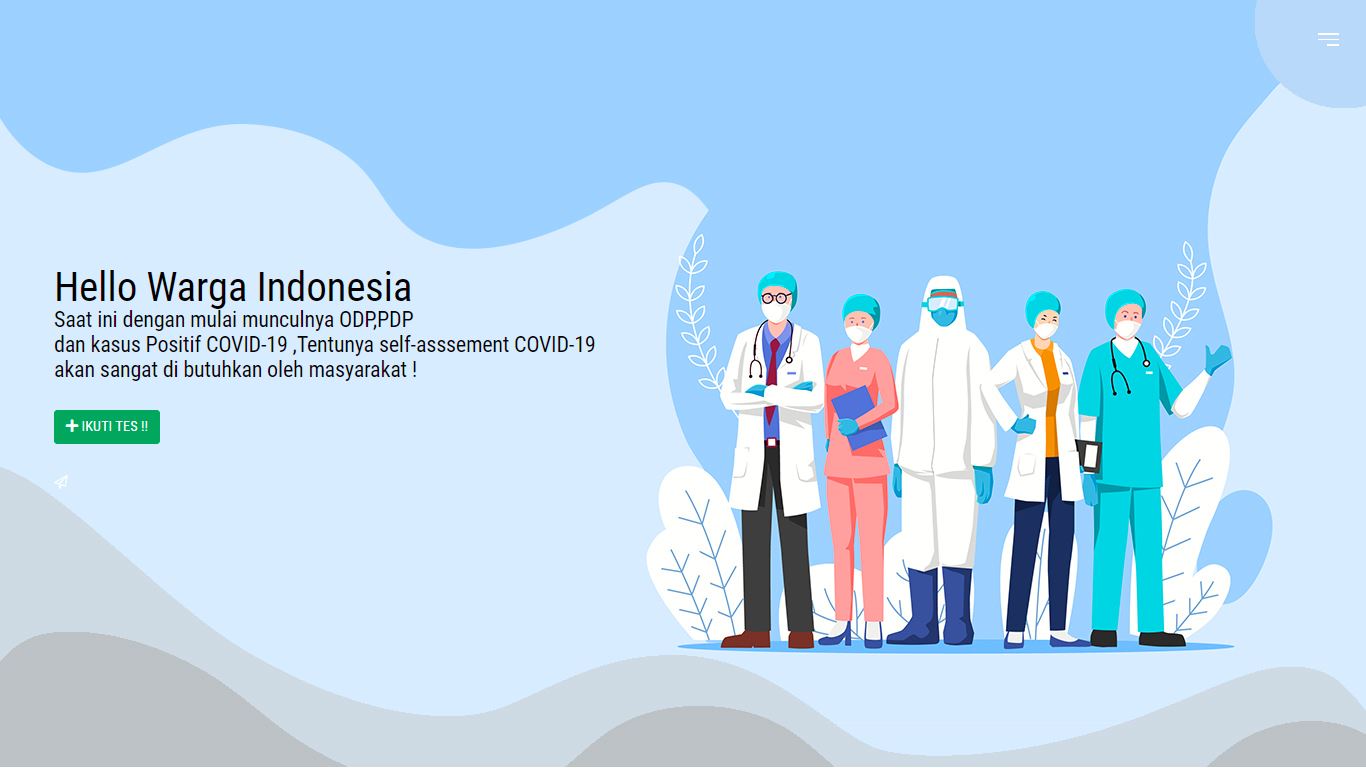 Hello Warga Indonesia
Saat ini dengan mulai munculnya ODP,PDP
dan kasus Positif COVID-19 ,Tentunya self-asssement COVID-19
akan sangat di butuhkan oleh masyarakat !
IKUTI TES !!